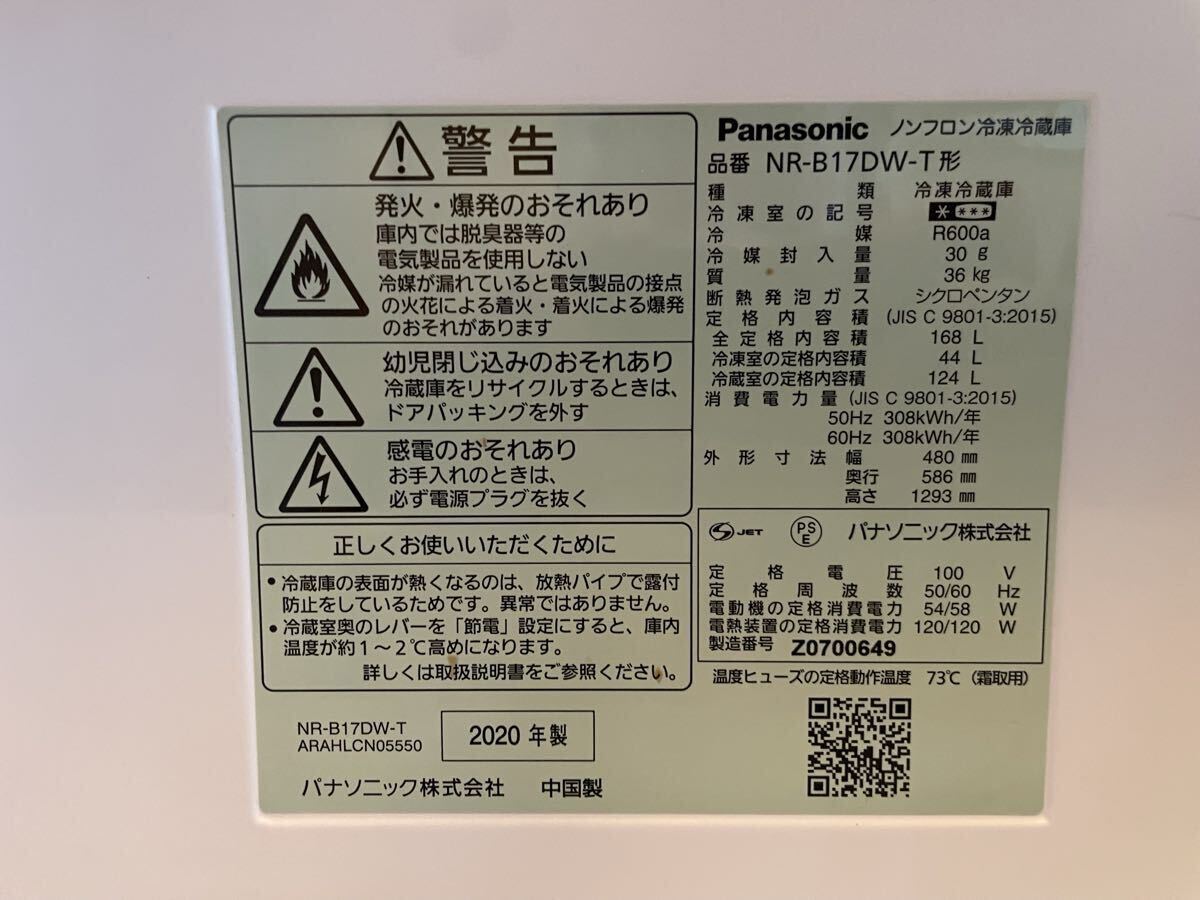 警告
発火・爆発のおそれあり
庫内では脱臭器等の
電気製品を使用しない
冷媒が漏れていると電気製品の接点
の火花による着火・着火による爆発
のおそれがあります
幼児閉じ込みのおそれあり
冷蔵庫をリサイクルするときは、
ドアパッキングを外す
感電のおそれあり
お手入れのときは、
必ず電源プラグを抜く
正しくお使いいただくために
・冷蔵庫の表面が熱くなるのは、放熱パイプで露付
防止をしているためです。異常ではありません。
・冷蔵室奥のレバーを「節電」設定にすると、庫内
温度が約1～2℃高めになります。
詳しくは取扱説明書をご参照ください。
NR-B17DW-T
ARAHLCN05550
2020年製
パナソニック株式会社 中国製
Panasonic ノンフロン冷凍冷蔵庫
品番 NR-B17DW-T形
種類 冷凍冷蔵庫
冷凍室の記号 * ***
冷媒 R600a
冷媒封入量 30 g
質量 36 kg
断熱発泡ガス シクロペンタン
定格内容積 (JIS C 9801-3:2015)
全定格内容積 168 L
冷凍室の定格内容積 44 L
冷蔵室の定格内容積 124 L
消費電力量 (JIS C 9801-3:2015)
50Hz 308kWh/年
60Hz 308kWh/年
外形寸法 幅 480 mm
奥行 586 mm
高さ 1293 mm
S JET PSE パナソニック株式会社
定格電圧 100 V
定格周波数 50/60 Hz
電動機の定格消費電力 54/58 W
電熱装置の定格消費電力 120/120 W
製造番号 Z0700649
温度ヒューズの定格動作温度 73℃（霜取用）